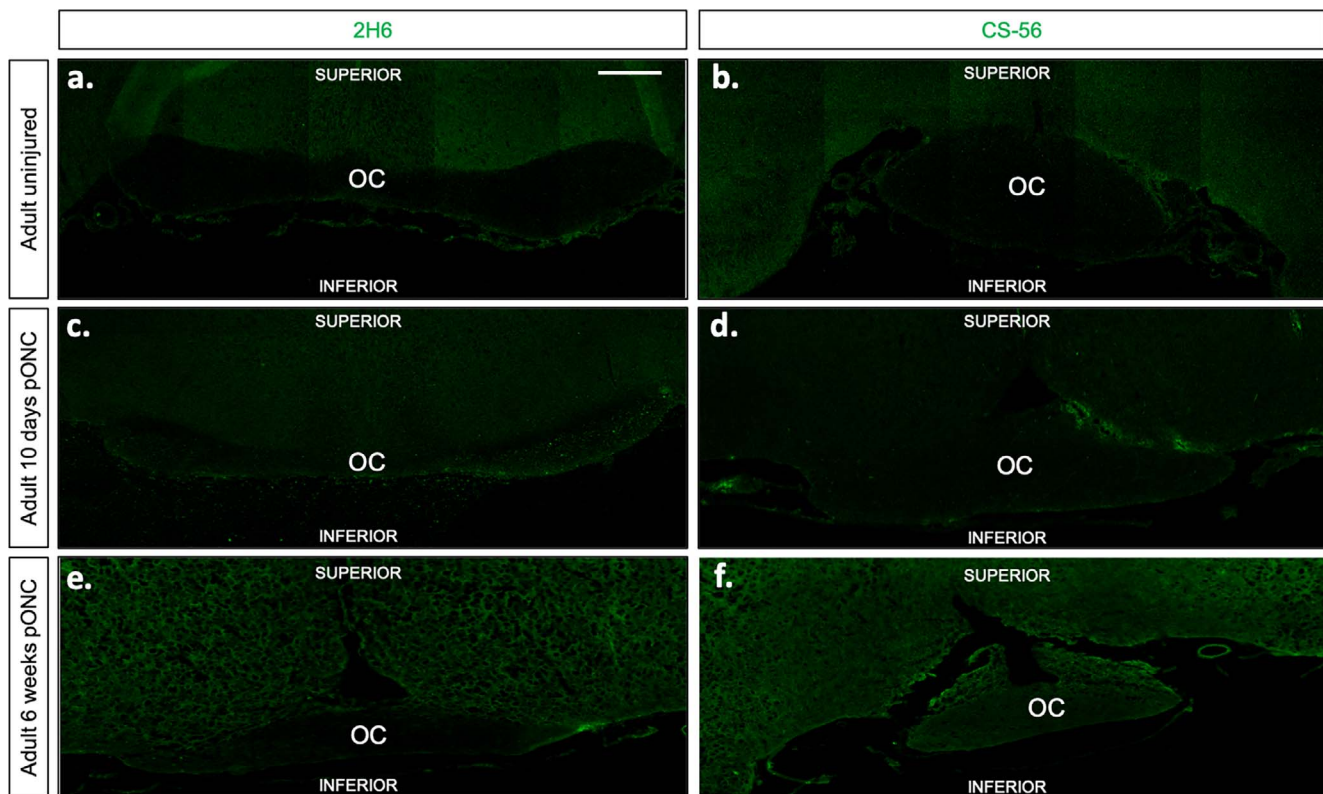 2H6
CS-56
Adult uninjured
a.
SUPERIOR
OC
INFERIOR
b.
SUPERIOR
OC
INFERIOR
Adult 10 days pONC
c.
SUPERIOR
OC
INFERIOR
d.
SUPERIOR
OC
INFERIOR
Adult 6 weeks pONC
e.
SUPERIOR
OC
INFERIOR
f.
SUPERIOR
OC
INFERIOR